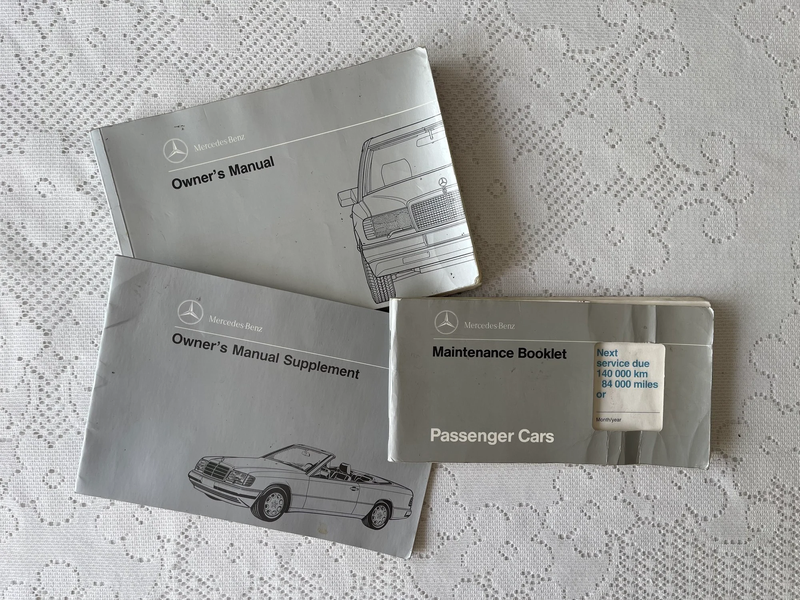 Mercedes-Benz
Owner's Manual
Mercedes-Benz
Owner's Manual Supplement
Mercedes-Benz
Maintenance Booklet
Next
service due
140 000 km
84 000 miles
or
Month/year
Passenger Cars